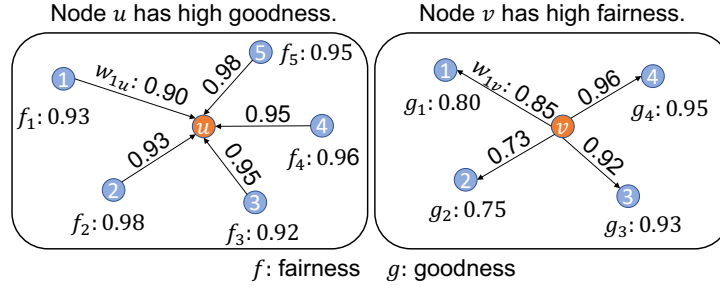 Node u has high goodness.
1
w₁ᵤ: 0.90
f₁: 0.93
5
f₅: 0.95
0.98
u
0.95
4
f₄: 0.96
0.93
2
f₂: 0.98
0.95
3
f₃: 0.92
Node v has high fairness.
1
w₁ᵥ: 0.85
g₁: 0.80
0.96
4
g₄: 0.95
v
0.73
2
g₂: 0.75
0.92
3
g₃: 0.93
f: fairness g: goodness